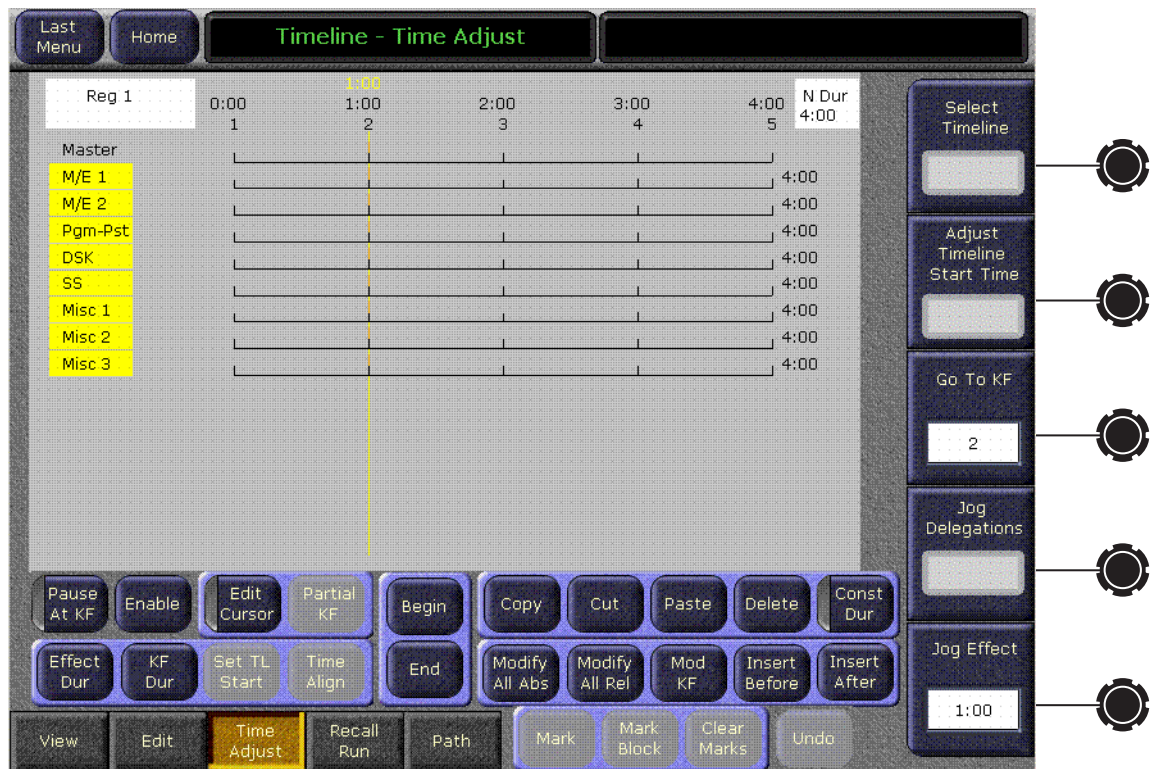 Last Menu
Home
Timeline - Time Adjust
Reg 1
1:00
0:00 1:00 2:00 3:00 4:00
1 2 3 4 5
N Dur
4:00
Master
M/E 1 4:00
M/E 2 4:00
Pgm-Pst 4:00
DSK 4:00
SS 4:00
Misc 1 4:00
Misc 2 4:00
Misc 3 4:00
Select
Timeline
Adjust
Timeline
Start Time
Go To KF
2
Jog
Delegations
Jog Effect
1:00
Pause
At KF
Enable
Edit
Cursor
Partial
KF
Begin
Copy
Cut
Paste
Delete
Const
Dur
Effect
Dur
KF
Dur
Set TL
Start
Time
Align
End
Modify
All Abs
Modify
All Rel
Mod
KF
Insert
Before
Insert
After
View
Edit
Time
Adjust
Recall
Run
Path
Mark
Mark
Block
Clear
Marks
Undo